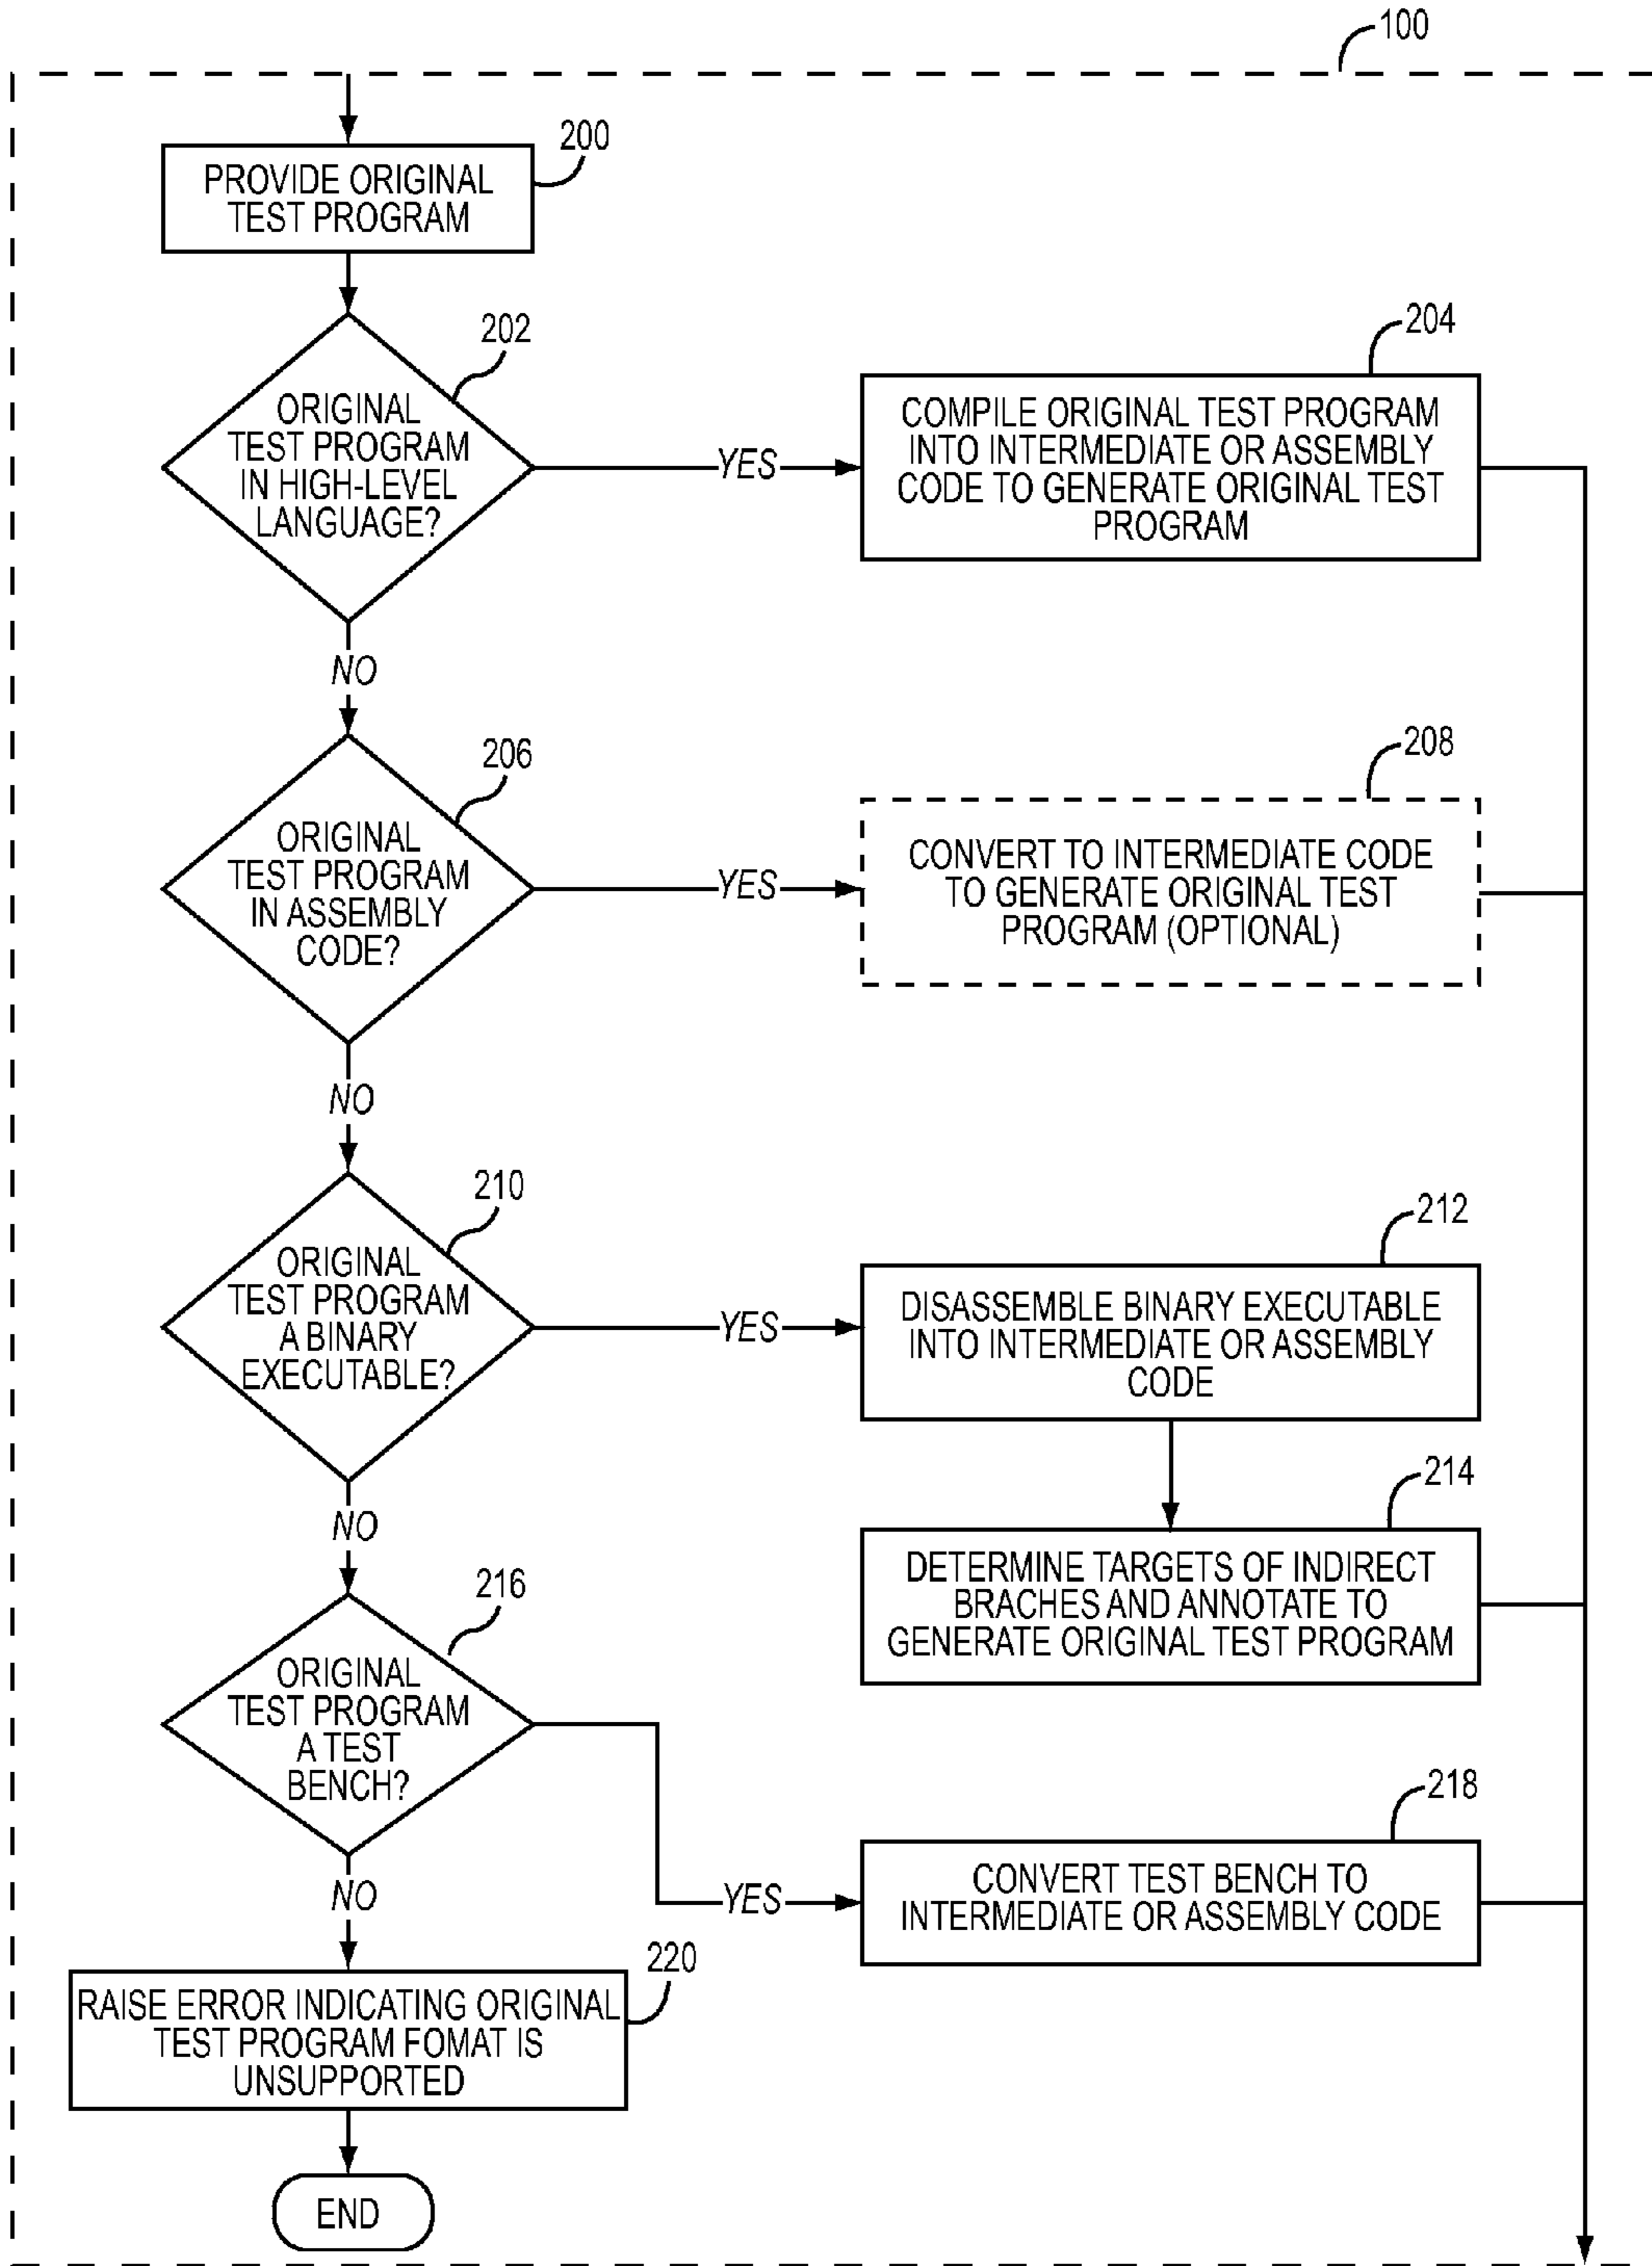 100
200
PROVIDE ORIGINAL
TEST PROGRAM
202
ORIGINAL
TEST PROGRAM
IN HIGH-LEVEL
LANGUAGE?
YES
204
COMPILE ORIGINAL TEST PROGRAM
INTO INTERMEDIATE OR ASSEMBLY
CODE TO GENERATE ORIGINAL TEST
PROGRAM
NO
206
ORIGINAL
TEST PROGRAM
IN ASSEMBLY
CODE?
YES
208
CONVERT TO INTERMEDIATE CODE
TO GENERATE ORIGINAL TEST
PROGRAM (OPTIONAL)
NO
210
ORIGINAL
TEST PROGRAM
A BINARY
EXECUTABLE?
YES
212
DISASSEMBLE BINARY EXECUTABLE
INTO INTERMEDIATE OR ASSEMBLY
CODE
214
DETERMINE TARGETS OF INDIRECT
BRACHES AND ANNOTATE TO
GENERATE ORIGINAL TEST PROGRAM
NO
216
ORIGINAL
TEST PROGRAM
A TEST
BENCH?
YES
218
CONVERT TEST BENCH TO
INTERMEDIATE OR ASSEMBLY CODE
NO
220
RAISE ERROR INDICATING ORIGINAL
TEST PROGRAM FOMAT IS
UNSUPPORTED
END